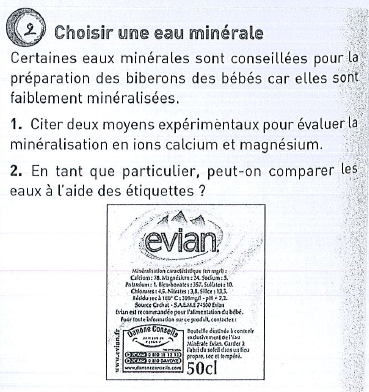 2 Choisir une eau minérale
Certaines eaux minérales sont conseillées pour la
préparation des biberons des bébés car elles sont
faiblement minéralisées.
1. Citer deux moyens expérimentaux pour évaluer la
minéralisation en ions calcium et magnésium.
2. En tant que particulier, peut-on comparer les
eaux à l'aide des étiquettes ?
evian
Minéralisation caractéristique (en mg/l) :
Calcium : 78. Magnésium : 24. Sodium : 5.
Potassium : 1. Bicarbonates : 357. Sulfates : 10.
Chlorures : 4,5. Nitrates : 3,8. Silice : 13,5.
Résidu sec à 180° C : 309mg/l - pH = 7,2.
Source Cachat - S.A.E.M.E 74500 Evian
Evian est recommandée pour l'alimentation du bébé.
Pour toute information sur ce produit, contactez :
www.evian.fr
Danone Conseils
www.danoneconseils.com
Bouteille destinée à contenir
exclusivement de l'eau
Minérale Evian. Garder à
l'abri du soleil dans un lieu
propre, sec et tempéré.
50cl